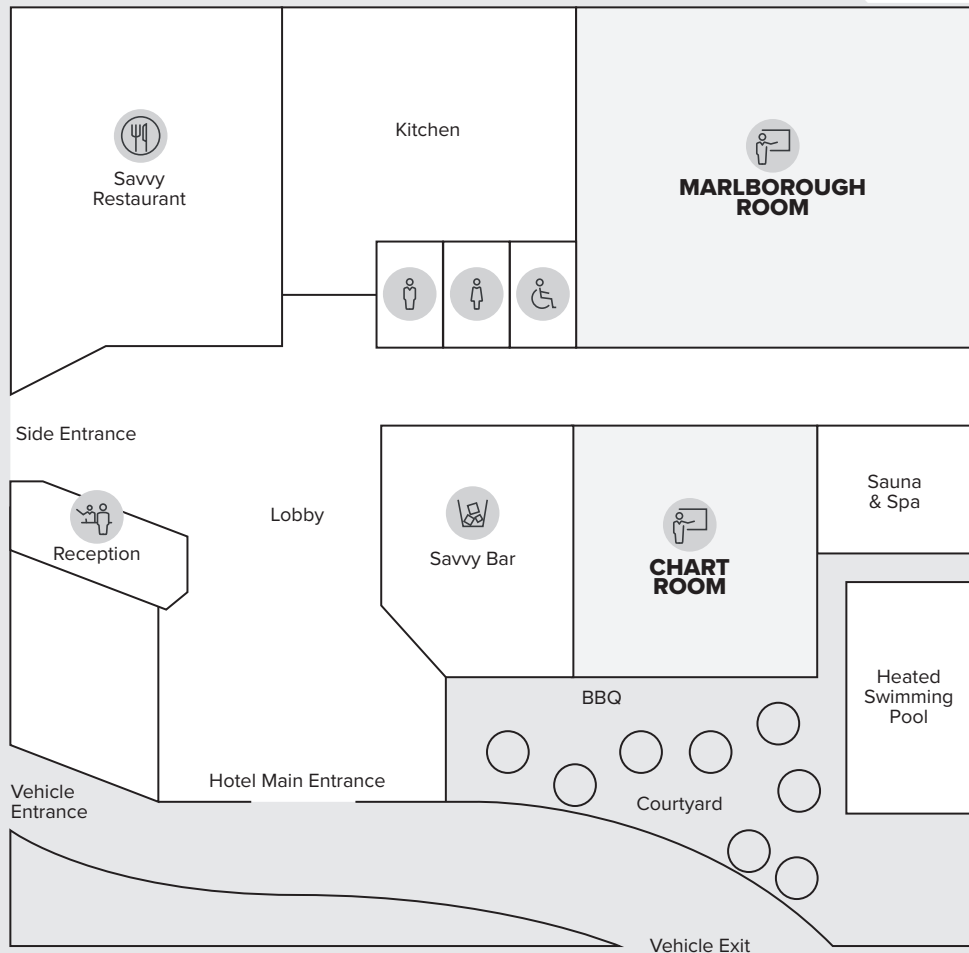 Kitchen
Savvy
Restaurant
MARLBOROUGH
ROOM
Side Entrance
Reception
Lobby
Savvy Bar
CHART
ROOM
Sauna
& Spa
Heated
Swimming
Pool
BBQ
Courtyard
Hotel Main Entrance
Vehicle
Entrance
Vehicle Exit